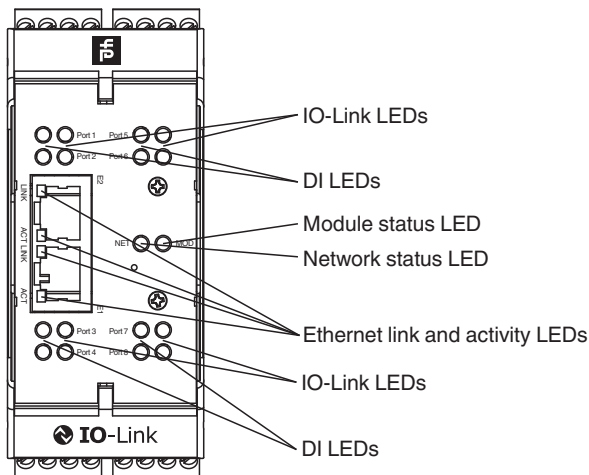 Port 1 Port 5
Port 2 Port 6
LINK
E2
ACT LINK
NET MOD
ACT
E1
Port 3 Port 7
Port 4 Port 8
IO-Link
IO-Link LEDs
DI LEDs
Module status LED
Network status LED
Ethernet link and activity LEDs
IO-Link LEDs
DI LEDs